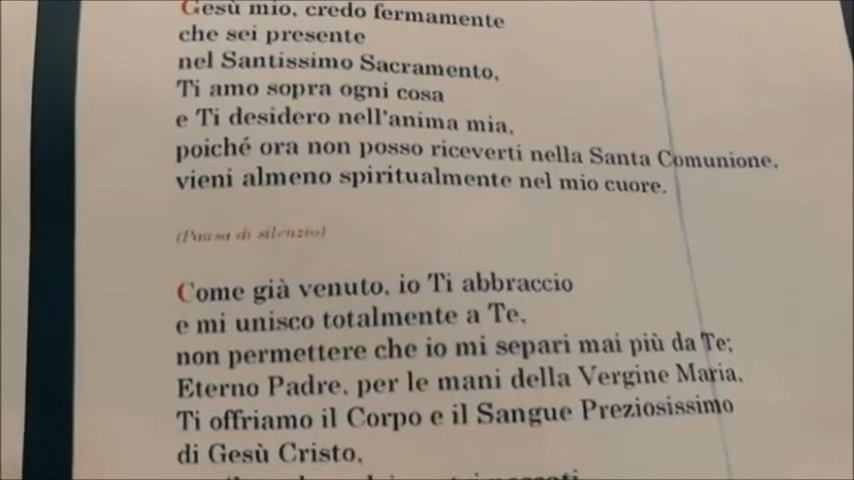 Gesù mio, credo fermamente
che sei presente
nel Santissimo Sacramento,
Ti amo sopra ogni cosa
e Ti desidero nell'anima mia,
poiché ora non posso riceverti nella Santa Comunione,
vieni almeno spiritualmente nel mio cuore.
(Pausa di silenzio)
Come già venuto, io Ti abbraccio
e mi unisco totalmente a Te,
non permettere che io mi separi mai più da Te;
Eterno Padre, per le mani della Vergine Maria,
Ti offriamo il Corpo e il Sangue Preziosissimo
di Gesù Cristo,